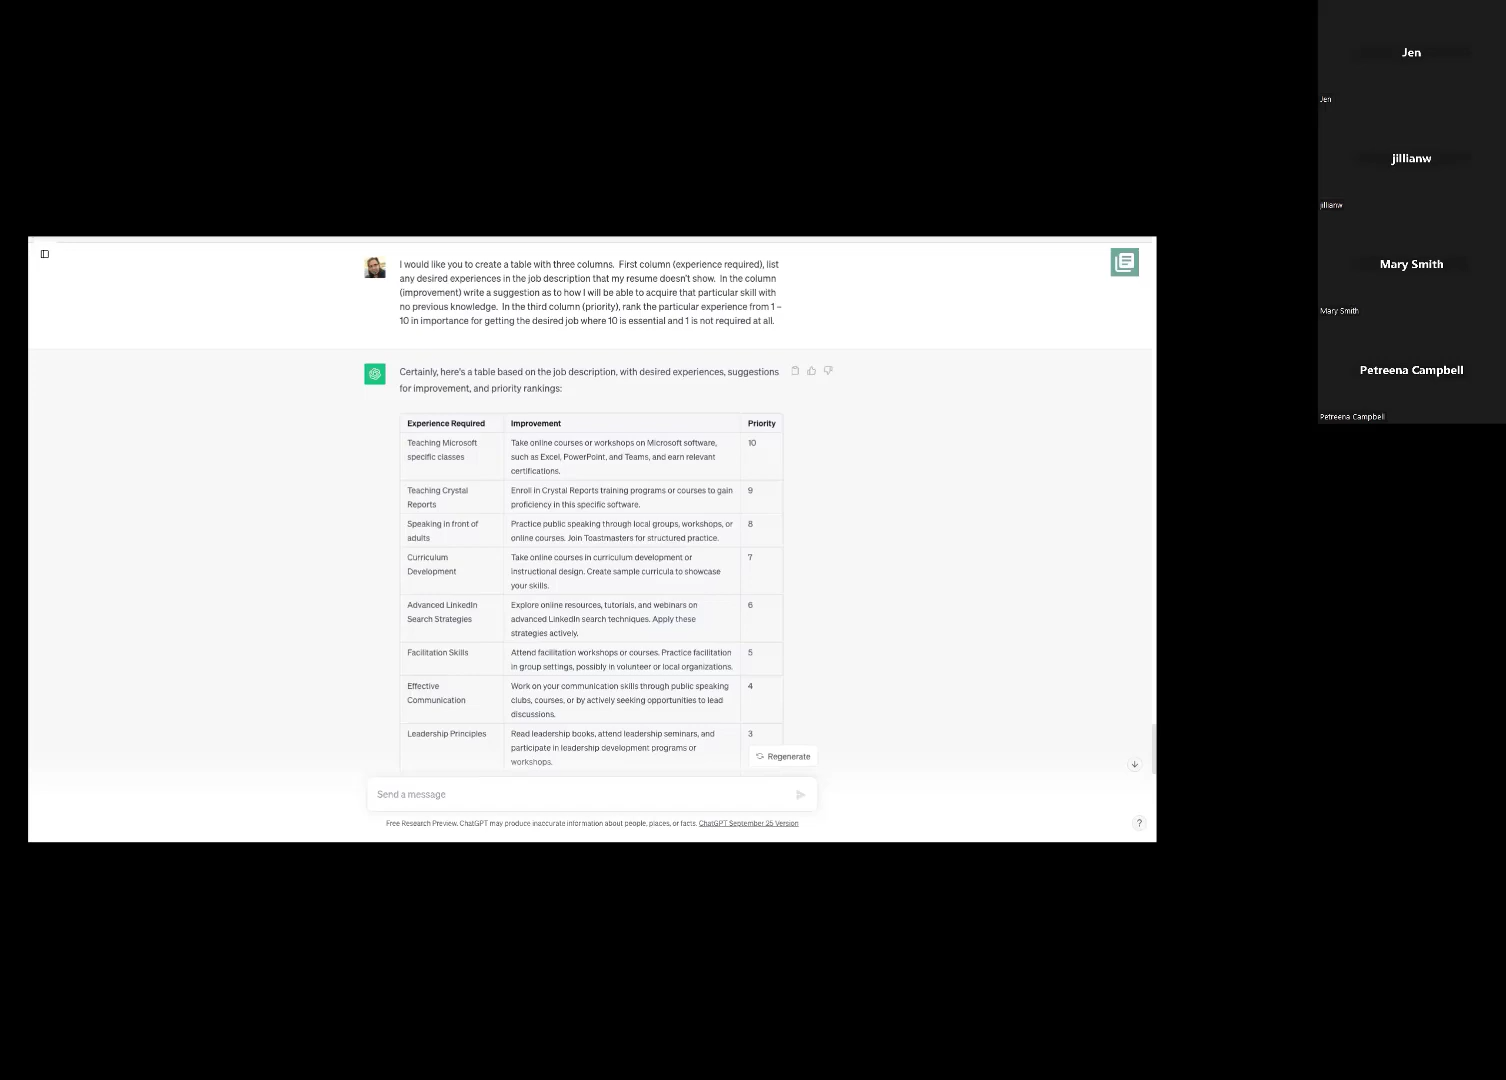 Jen
Jen
jillianw
jillianw
Mary Smith
Mary Smith
Petreena Campbell
Petreena Campbell
I would like you to create a table with three columns.  First column (experience required), list
any desired experiences in the job description that my resume doesn't show.  In the column
(improvement) write a suggestion as to how I will be able to acquire that particular skill with
no previous knowledge.  In the third column (priority), rank the particular experience from 1 –
10 in importance for getting the desired job where 10 is essential and 1 is not required at all.
Certainly, here's a table based on the job description, with desired experiences, suggestions
for improvement, and priority rankings:
Experience Required Improvement Priority
Teaching Microsoft Take online courses or workshops on Microsoft software, 10
specific classes such as Excel, PowerPoint, and Teams, and earn relevant
certifications.
Teaching Crystal Enroll in Crystal Reports training programs or courses to gain 9
Reports proficiency in this specific software.
Speaking in front of Practice public speaking through local groups, workshops, or 8
adults online courses. Join Toastmasters for structured practice.
Curriculum Take online courses in curriculum development or 7
Development instructional design. Create sample curricula to showcase
your skills.
Advanced LinkedIn Explore online resources, tutorials, and webinars on 6
Search Strategies advanced LinkedIn search techniques. Apply these
strategies actively.
Facilitation Skills Attend facilitation workshops or courses. Practice facilitation 5
in group settings, possibly in volunteer or local organizations.
Effective Work on your communication skills through public speaking 4
Communication clubs, courses, or by actively seeking opportunities to lead
discussions.
Leadership Principles Read leadership books, attend leadership seminars, and 3
participate in leadership development programs or
workshops.
Regenerate
Send a message
Free Research Preview. ChatGPT may produce inaccurate information about people, places, or facts. ChatGPT September 25 Version
?